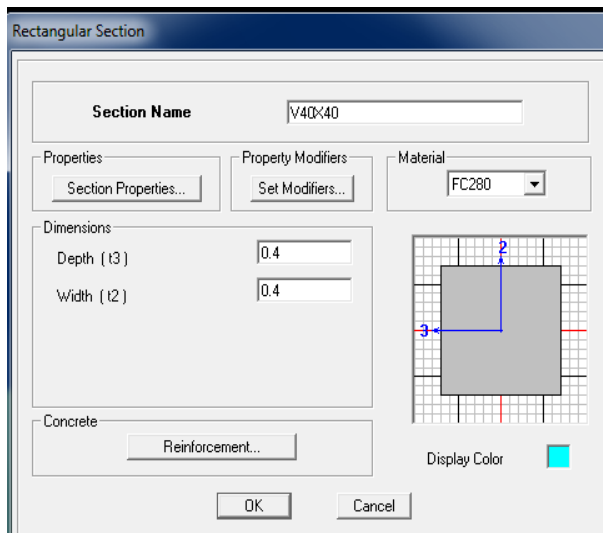 Rectangular Section
Section Name V40X40
Properties Property Modifiers Material
Section Properties... Set Modifiers... FC280
Dimensions
Depth ( t3 ) 0.4
Width ( t2 ) 0.4
2
3
Concrete
Reinforcement...
Display Color
OK Cancel